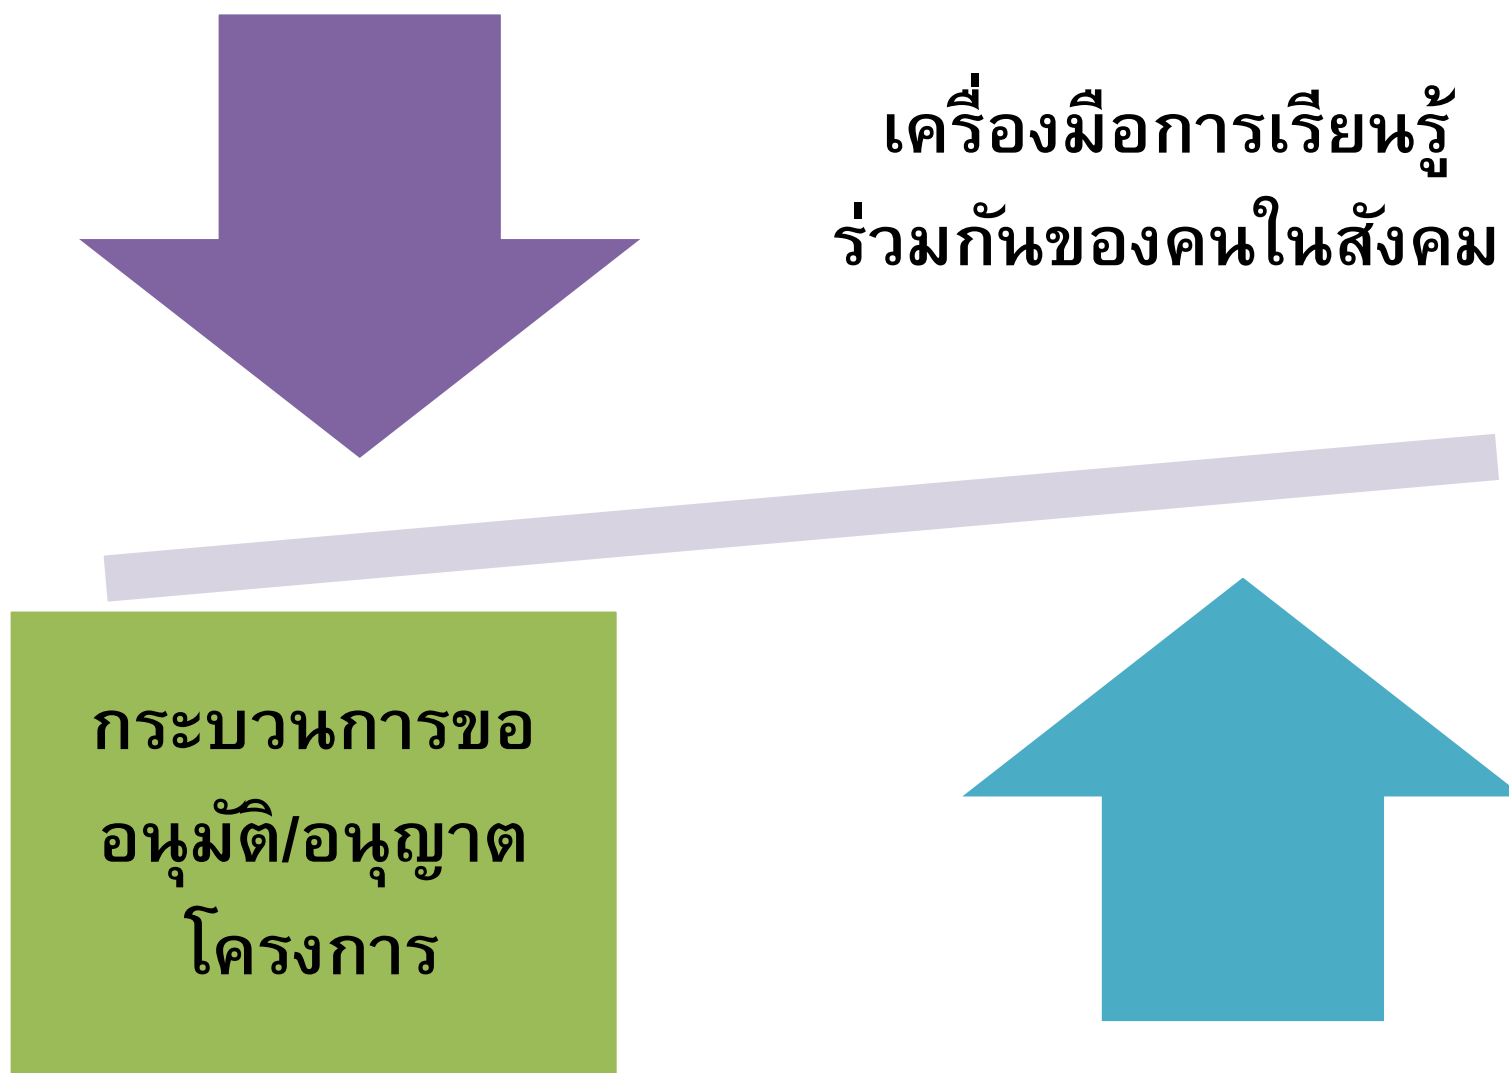 เครื่องมือการเรียนรู้
ร่วมกันของคนในสังคม
กระบวนการขอ
อนุมัติ/อนุญาต
โครงการ